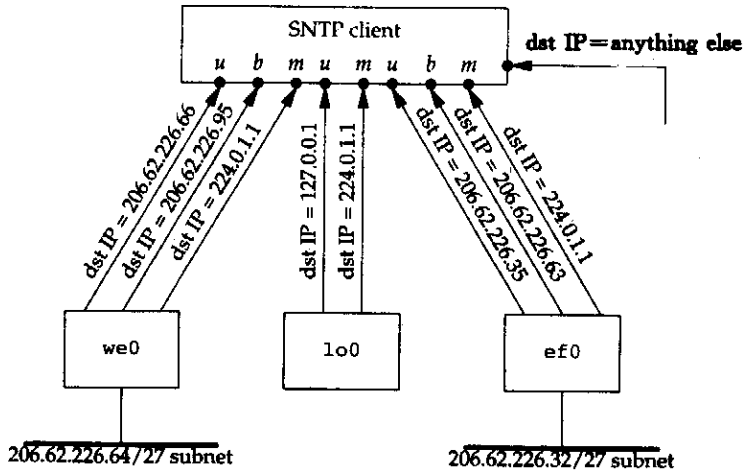 SNTP client
dst IP=anything else
u b m u m u b m
dst IP = 206.62.226.66
dst IP = 206.62.226.95
dst IP = 224.0.1.1
dst IP = 127.0.0.1
dst IP = 224.0.1.1
dst IP = 206.62.226.35
dst IP = 206.62.226.63
dst IP = 224.0.1.1
we0
lo0
ef0
206.62.226.64/27 subnet
206.62.226.32/27 subnet